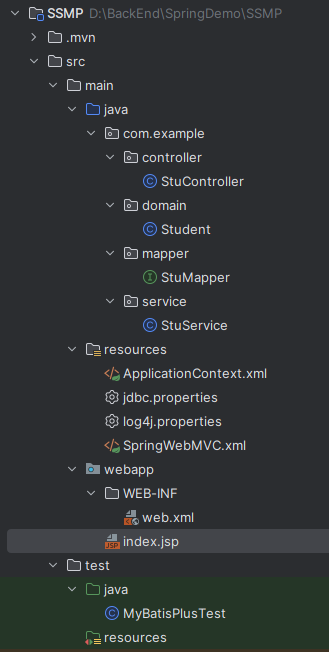 SSMP D:\BackEnd\SpringDemo\SSMP
.mvn
src
main
java
com.example
controller
StuController
domain
Student
mapper
StuMapper
service
StuService
resources
ApplicationContext.xml
jdbc.properties
log4j.properties
SpringWebMVC.xml
webapp
WEB-INF
web.xml
index.jsp
test
java
MyBatisPlusTest
resources